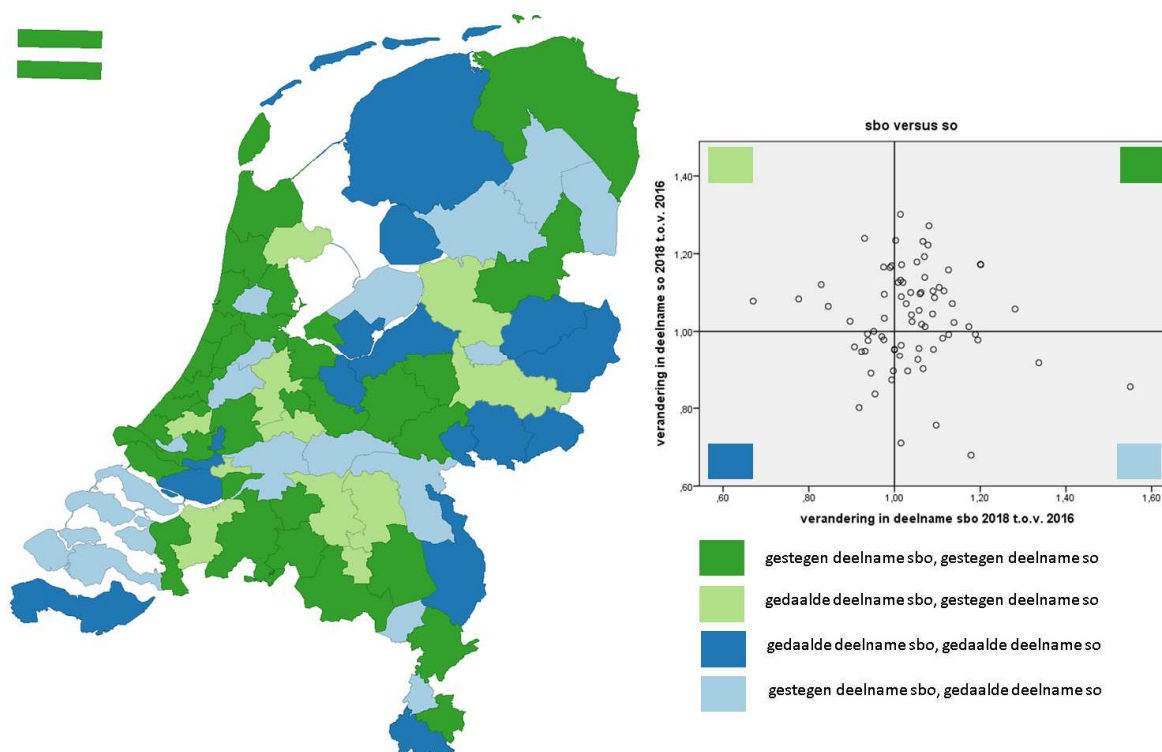 sbo versus so
verandering in deelname so 2018 t.o.v. 2016
1,40
1,20
1,00
,80
,60
,60 ,80 1,00 1,20 1,40 1,60
verandering in deelname sbo 2018 t.o.v. 2016
gestegen deelname sbo, gestegen deelname so
gedaalde deelname sbo, gestegen deelname so
gedaalde deelname sbo, gedaalde deelname so
gestegen deelname sbo, gedaalde deelname so